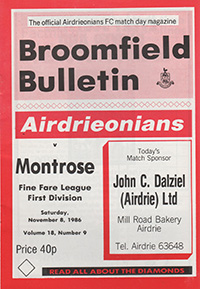 The official Airdrieonians FC match day magazine
Broomfield
Bulletin
Airdrieonians
v
Montrose
Fine Fare League
First Division
Saturday,
November 8, 1986
Volume 18, Number 9
Price 40p
Today's
Match Sponsor
John C. Dalziel
(Airdrie) Ltd
Mill Road Bakery
Airdrie
Tel. Airdrie 63648
READ ALL ABOUT THE DIAMONDS